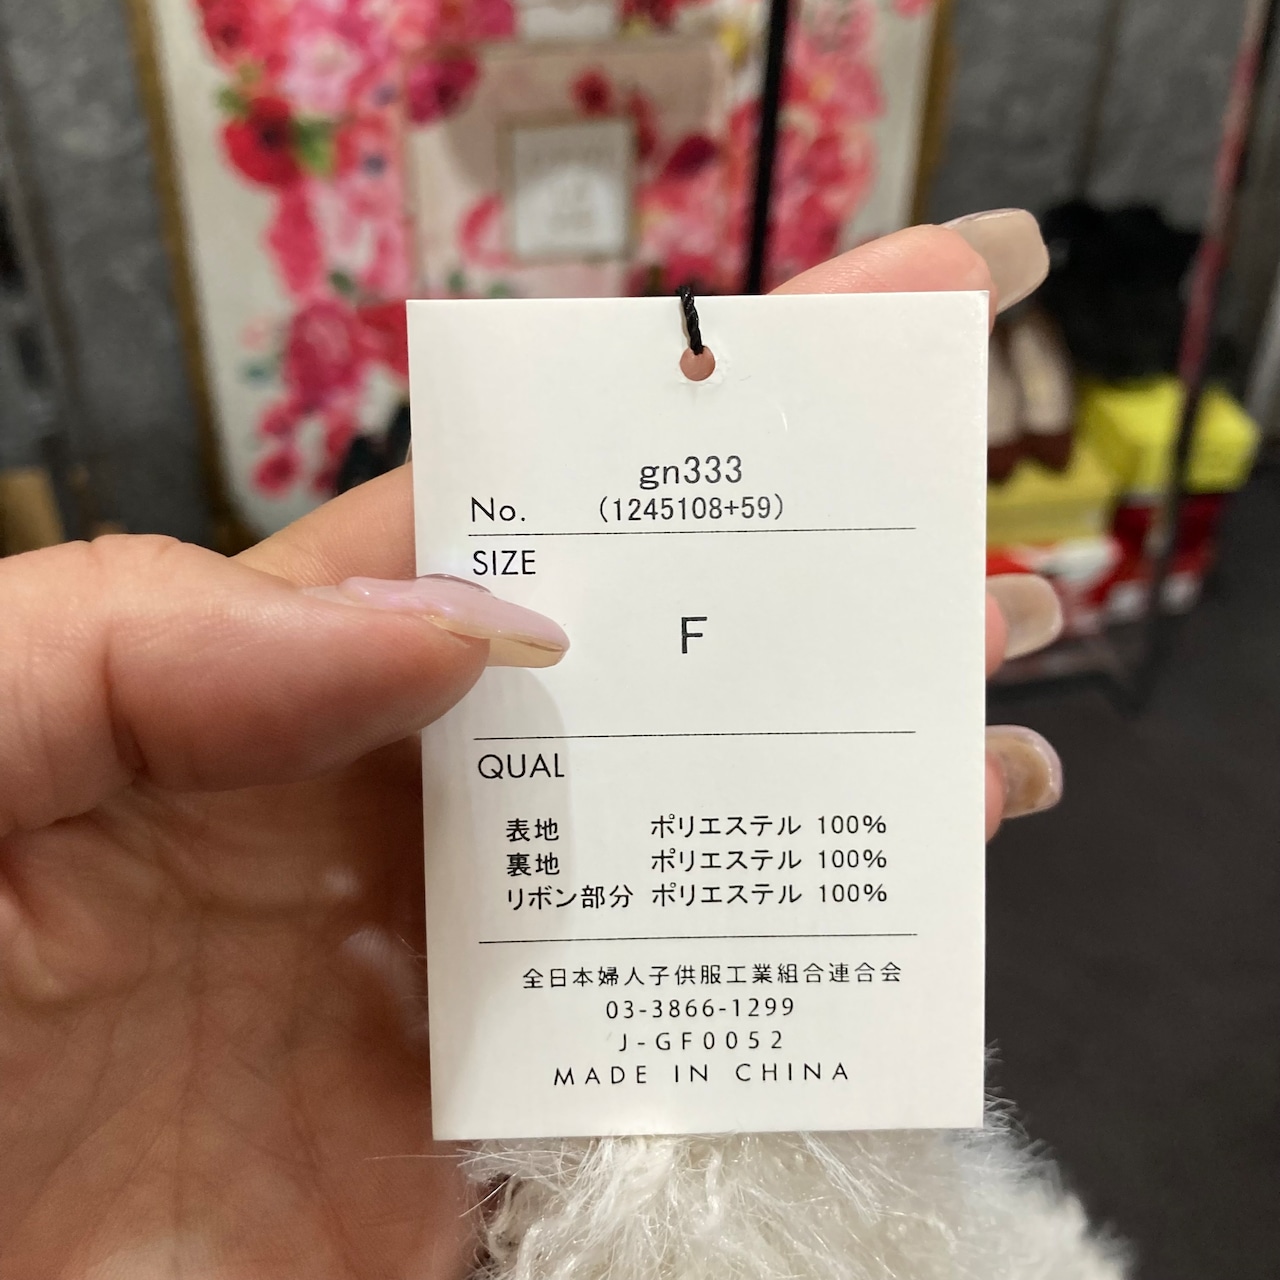 gn333
No. (1245108+59)
SIZE
F
QUAL
表地 ポリエステル 100%
裏地 ポリエステル 100%
リボン部分 ポリエステル 100%
全日本婦人子供服工業組合連合会
03-3866-1299
J-GF0052
MADE IN CHINA